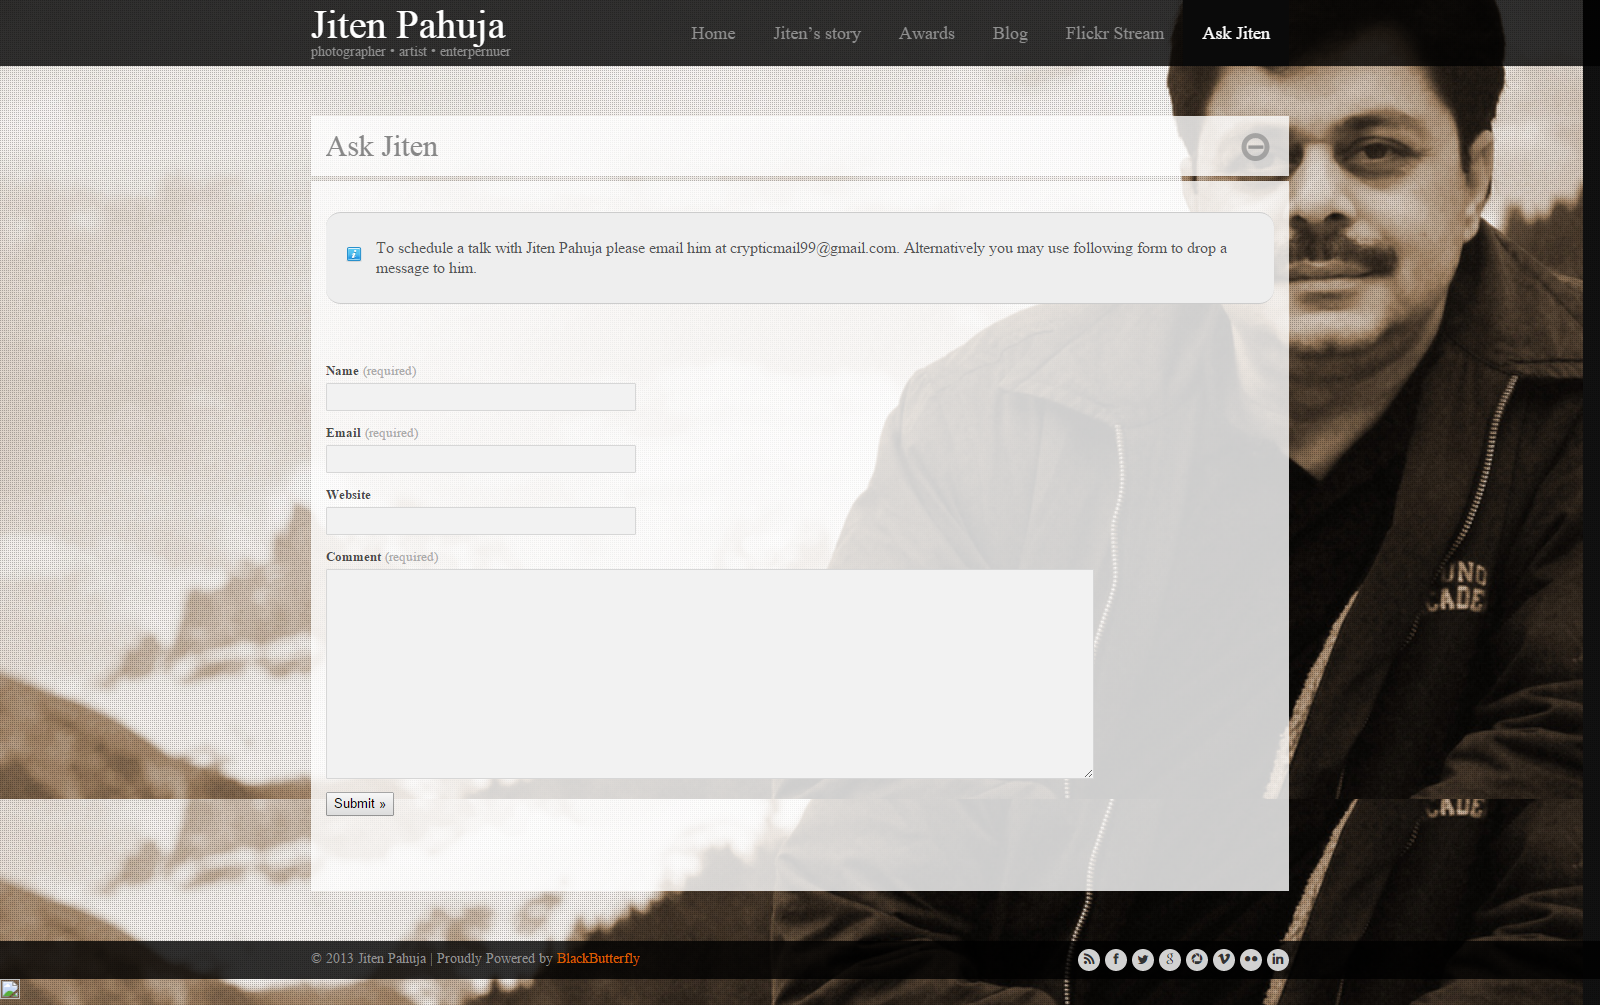 Jiten Pahuja
photographer • artist • enterpernuer
Home Jiten’s story Awards Blog Flickr Stream Ask Jiten
Ask Jiten
To schedule a talk with Jiten Pahuja please email him at crypticmail99@gmail.com. Alternatively you may use following form to drop a
message to him.
Name (required)
Email (required)
Website
Comment (required)
CADE
Submit »
CADE
© 2013 Jiten Pahuja | Proudly Powered by BlackButterfly